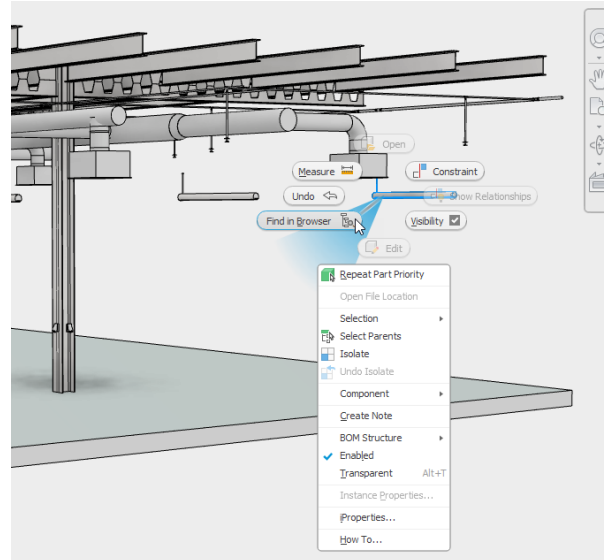 Open
Measure
Constraint
Undo
Show Relationships
Find in Browser
Visibility
Edit
Repeat Part Priority
Open File Location
Selection
Select Parents
Isolate
Undo Isolate
Component
Create Note
BOM Structure
Enabled
Transparent Alt+T
Instance Properties...
iProperties...
How To...